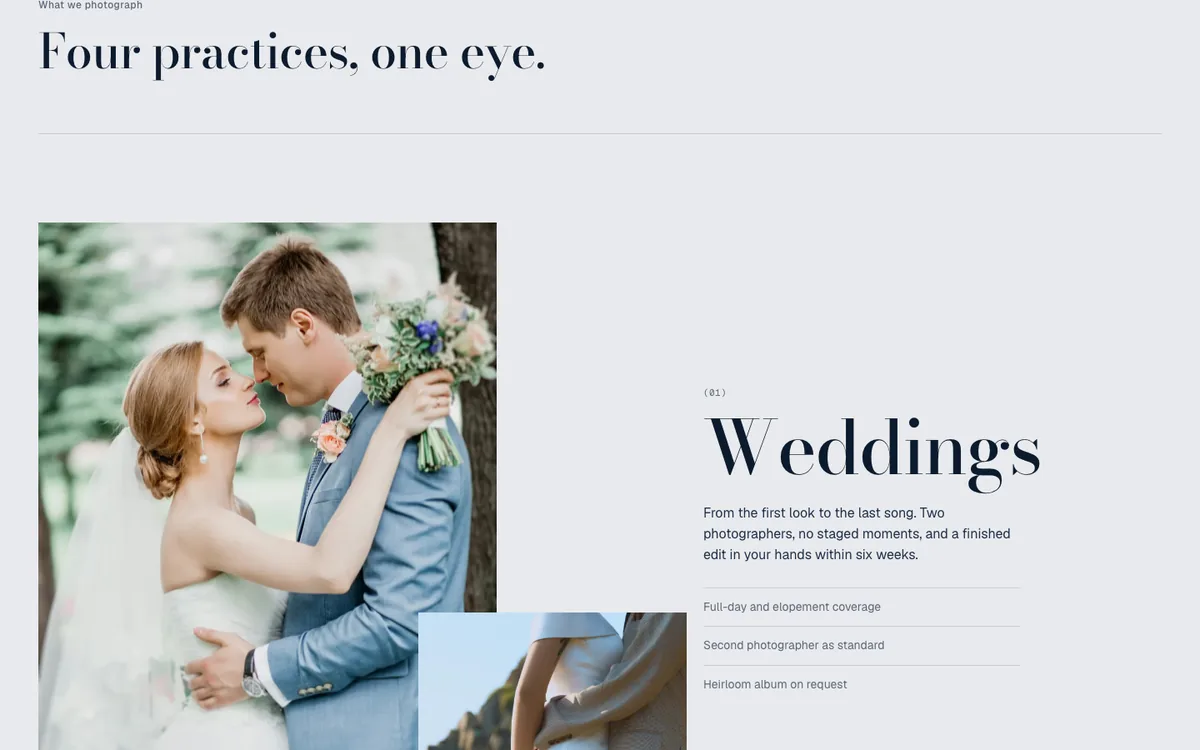 What we photograph
Four practices, one eye.
(01)
Weddings
From the first look to the last song. Two
photographers, no staged moments, and a finished
edit in your hands within six weeks.
Full-day and elopement coverage
Second photographer as standard
Heirloom album on request